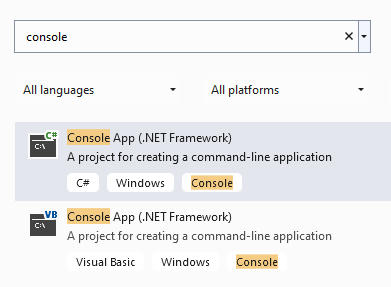 console
All languages All platforms
C#
C:\
Console App (.NET Framework)
A project for creating a command-line application
C# Windows Console
VB
C:\
Console App (.NET Framework)
A project for creating a command-line application
Visual Basic Windows Console